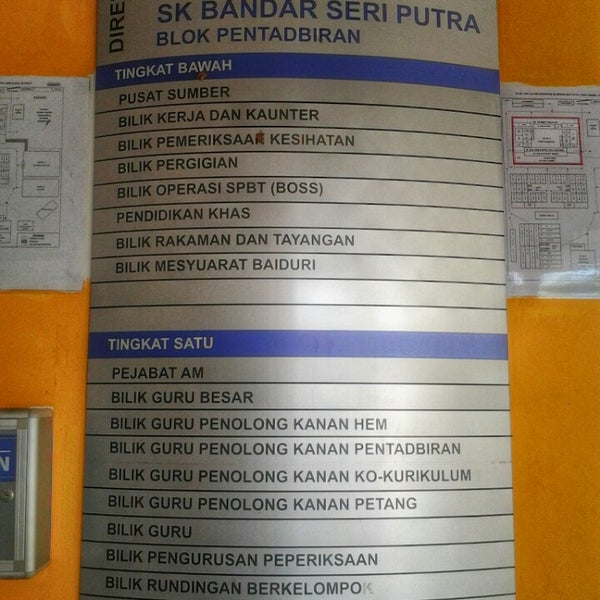 SK BANDAR SERI PUTRA
BLOK PENTADBIRAN
TINGKAT BAWAH
PUSAT SUMBER
BILIK KERJA DAN KAUNTER
BILIK PEMERIKSAAN KESIHATAN
BILIK PERGIGIAN
BILIK OPERASI SPBT (BOSS)
PENDIDIKAN KHAS
BILIK RAKAMAN DAN TAYANGAN
BILIK MESYUARAT BAIDURI
TINGKAT SATU
PEJABAT AM
BILIK GURU BESAR
BILIK GURU PENOLONG KANAN HEM
BILIK GURU PENOLONG KANAN PENTADBIRAN
BILIK GURU PENOLONG KANAN KO-KURIKULUM
BILIK GURU PENOLONG KANAN PETANG
BILIK GURU
BILIK PENGURUSAN PEPERIKSAAN
BILIK RUNDINGAN BERKELOMPOK